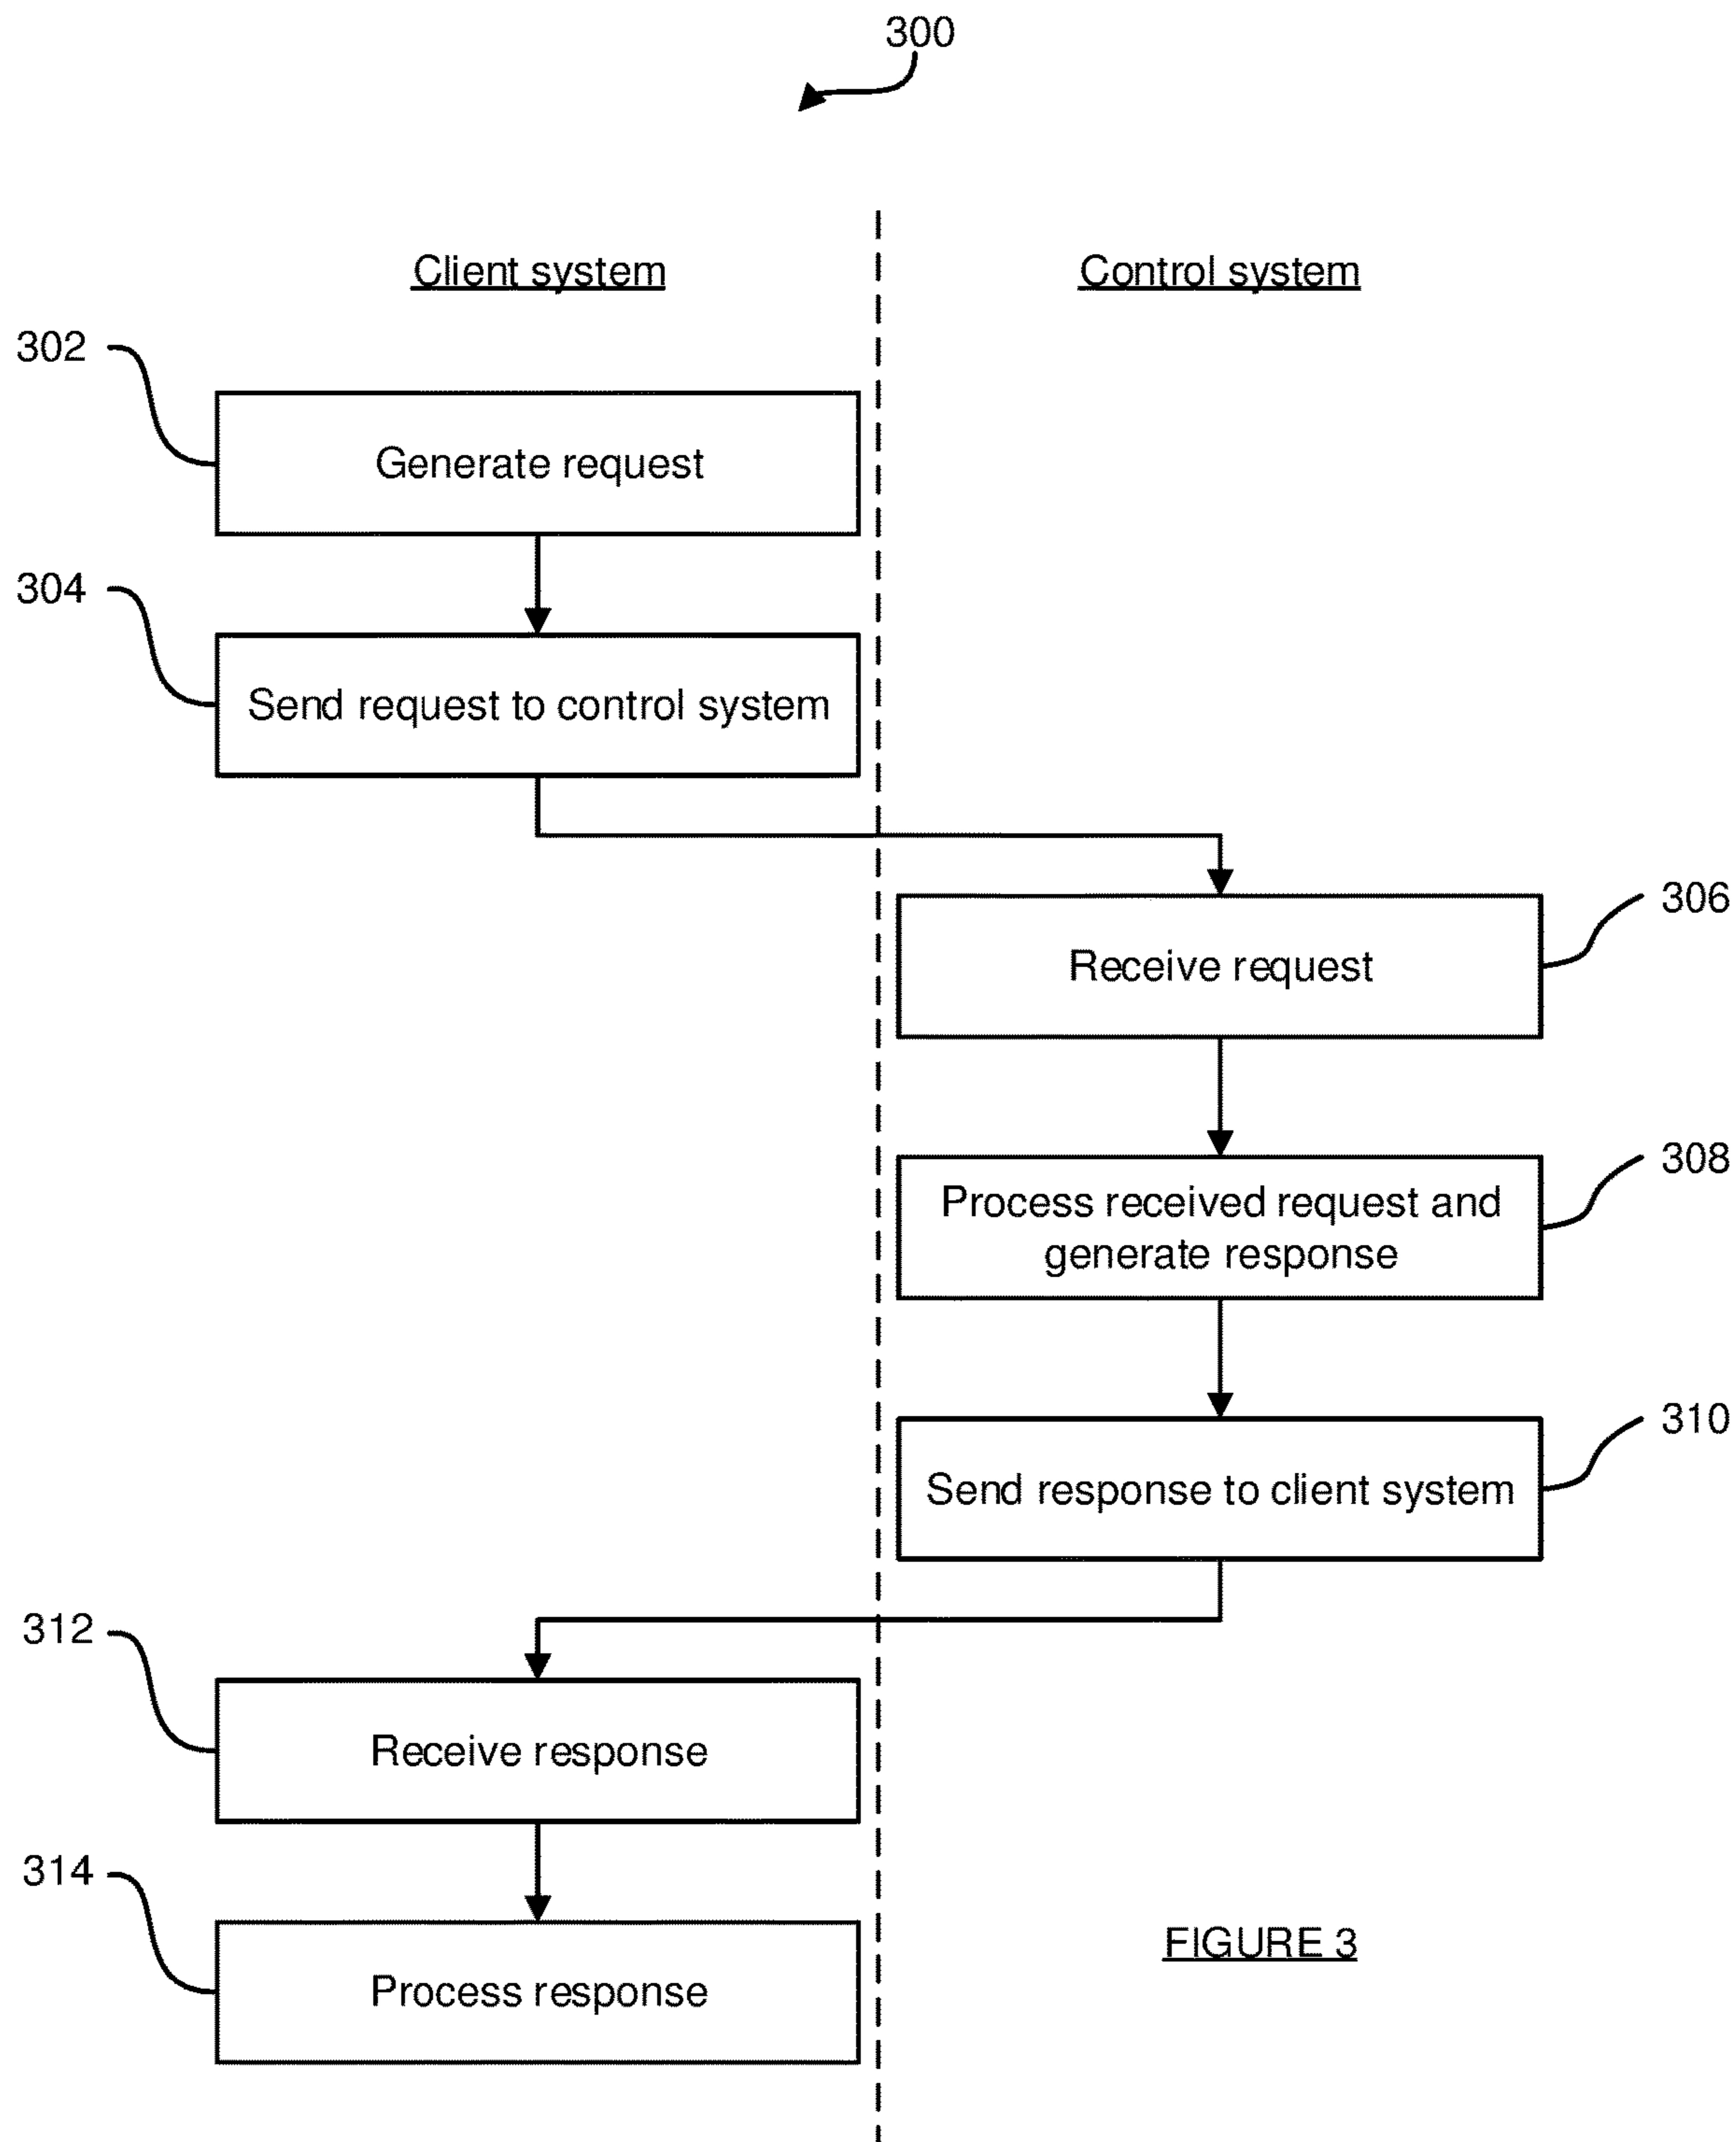 300
Client system
Control system
302
Generate request
304
Send request to control system
306
Receive request
308
Process received request and
generate response
310
Send response to client system
312
Receive response
314
Process response
FIGURE 3